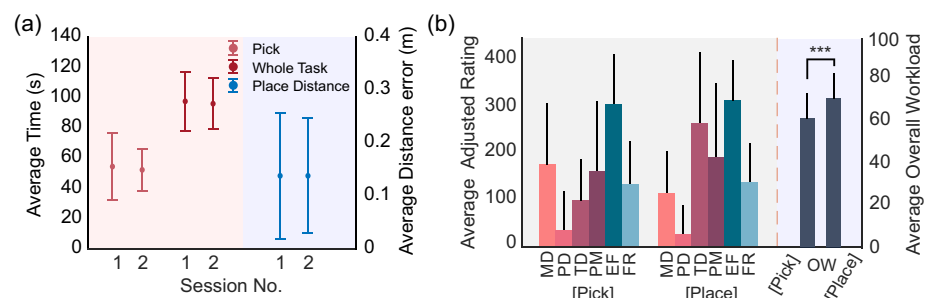 (a)
Average Time (s)
140
120
100
80
60
40
20
0
Pick
Whole Task
Place Distance
0.4
0.3
0.2
0.1
0
Average Distance error (m)
1 2 1 2 1 2
Session No.
(b)
Average Adjusted Rating
400
300
200
100
0
***
100
80
60
40
20
0
Average Overall Workload
MD PD TD PM EF FR MD PD TD PM EF FR
[Pick] [Place] [Pick] OW [Place]